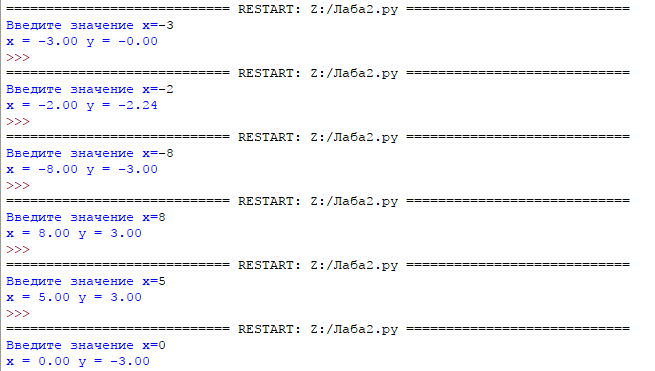 ============================ RESTART: Z:/Лаба2.py ============================
Введите значение x=-3
x = -3.00 y = -0.00
>>>
============================ RESTART: Z:/Лаба2.py ============================
Введите значение x=-2
x = -2.00 y = -2.24
>>>
============================ RESTART: Z:/Лаба2.py ============================
Введите значение x=-8
x = -8.00 y = -3.00
>>>
============================ RESTART: Z:/Лаба2.py ============================
Введите значение x=8
x = 8.00 y = 3.00
>>>
============================ RESTART: Z:/Лаба2.py ============================
Введите значение x=5
x = 5.00 y = 3.00
>>>
============================ RESTART: Z:/Лаба2.py ============================
Введите значение x=0
x = 0.00 y = -3.00